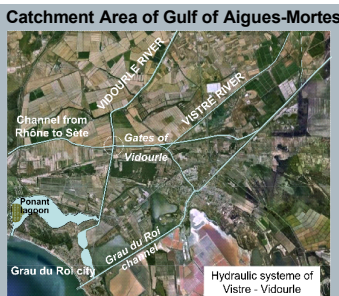 Catchment Area of Gulf of Aigues-Mortes
VIDOURLE RIVER
VISTRE RIVER
Channel from
Rhône to Sète
Gates of
Vidourle
Ponant
lagoon
Grau du Roi city
Grau du Roi
channel
Hydraulic systeme of
Vistre - Vidourle